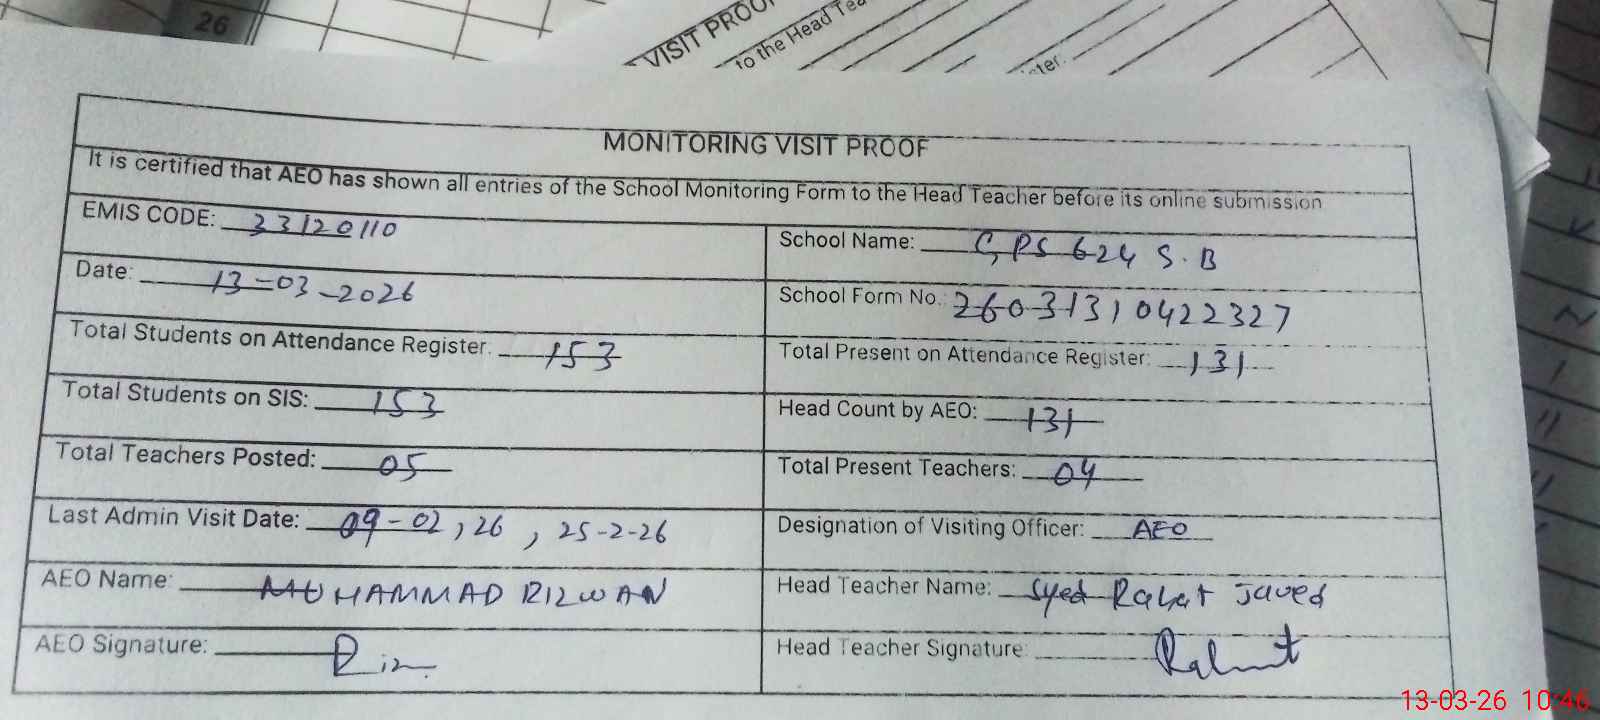 26
VISIT PROOF
to the Head Tea
ter.
MONITORING VISIT PROOF
It is certified that AEO has shown all entries of the School Monitoring Form to the Head Teacher before its online submission
EMIS CODE: 33120110
School Name: GPS 624 S.B
Date: 13-03-2026
School Form No.: 26031310422327
Total Students on Attendance Register: 153
Total Present on Attendance Register: 131
Total Students on SIS: 153
Head Count by AEO: 131
Total Teachers Posted: 05
Total Present Teachers: 04
Last Admin Visit Date: 09-02,26, 25-2-26
Designation of Visiting Officer: AEO
AEO Name: MUHAMMAD RIZWAN
Head Teacher Name: Syed Rahat Javed
AEO Signature: Riz
Head Teacher Signature: Rahat
13-03-26 10:46